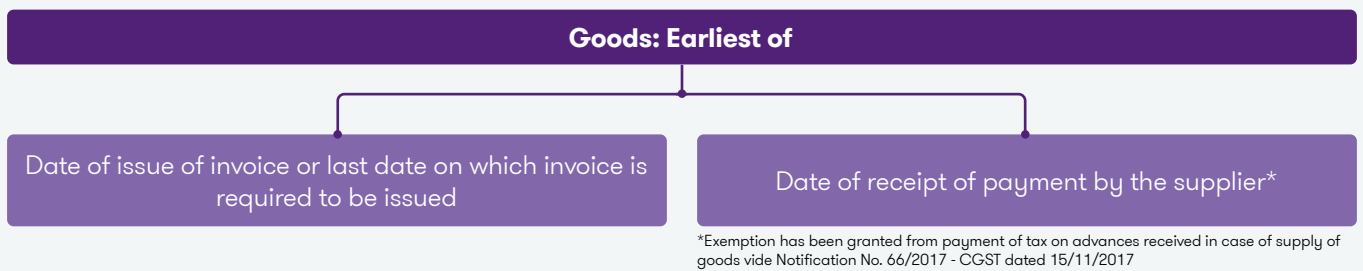 Goods: Earliest of
Date of issue of invoice or last date on which invoice is
required to be issued
Date of receipt of payment by the supplier*
*Exemption has been granted from payment of tax on advances received in case of supply of
goods vide Notification No. 66/2017 - CGST dated 15/11/2017